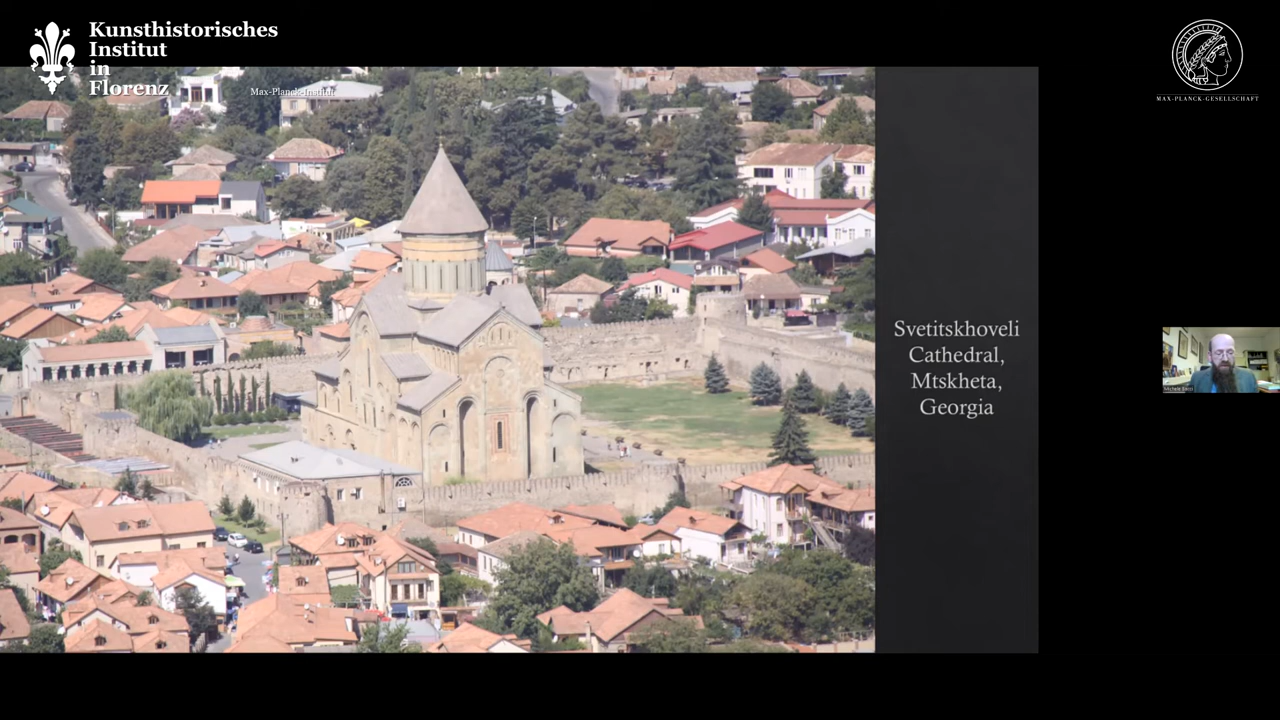 Kunsthistorisches
Institut
in
Florenz
Max-Planck-Institut
MAX-PLANCK-GESELLSCHAFT
Svetitskhoveli
Cathedral,
Mtskheta,
Georgia